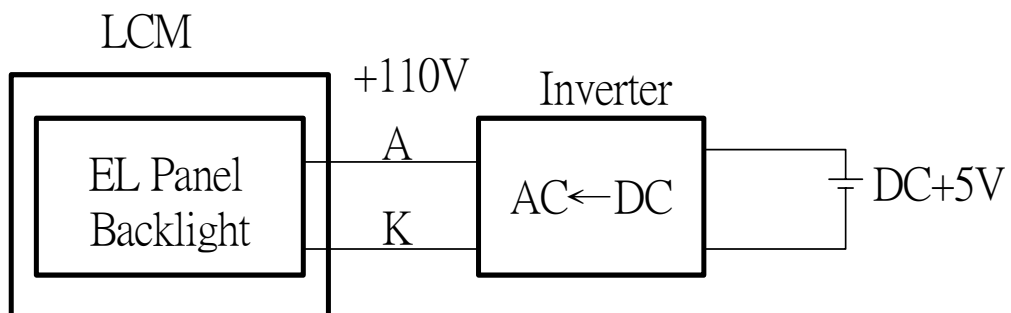 LCM
+110V
Inverter
A
EL Panel
Backlight
AC←DC
DC+5V
K